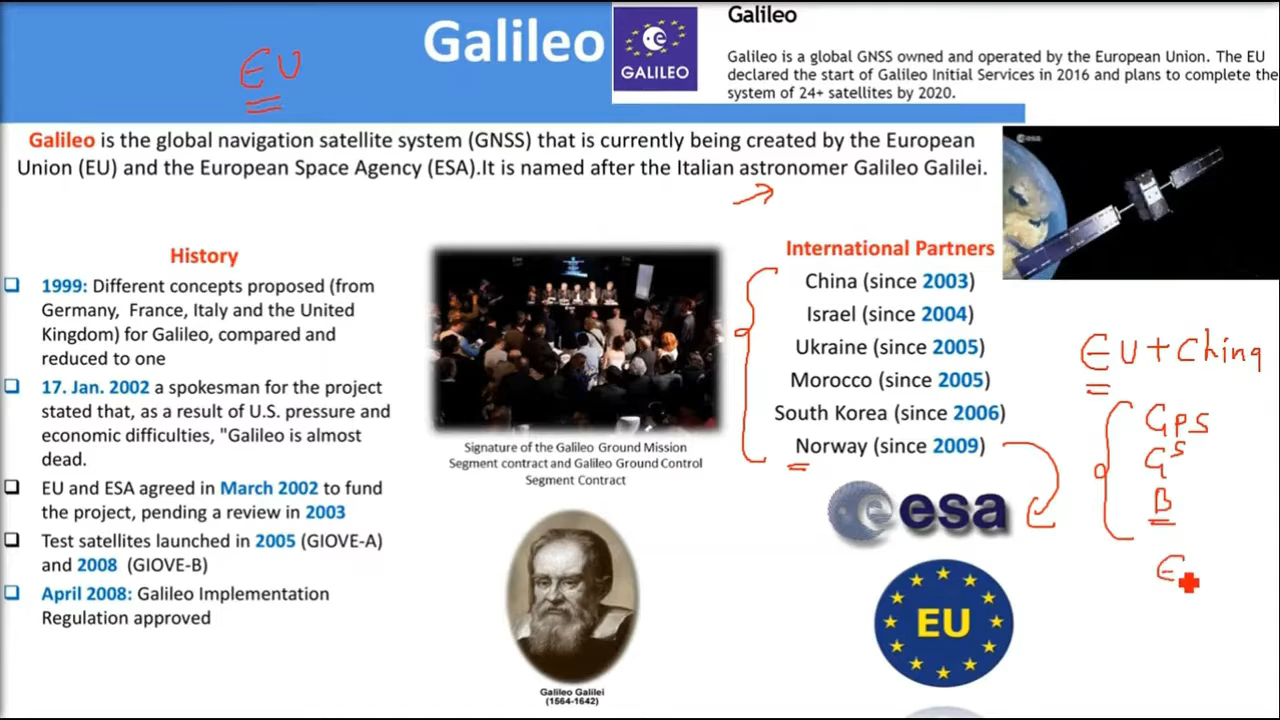 Galileo
GALILEO
Galileo
Galileo is a global GNSS owned and operated by the European Union. The EU
declared the start of Galileo Initial Services in 2016 and plans to complete the
system of 24+ satellites by 2020.
EU
Galileo is the global navigation satellite system (GNSS) that is currently being created by the European
Union (EU) and the European Space Agency (ESA).It is named after the Italian astronomer Galileo Galilei.
esa
History
1999: Different concepts proposed (from
Germany, France, Italy and the United
Kingdom) for Galileo, compared and
reduced to one
17. Jan. 2002 a spokesman for the project
stated that, as a result of U.S. pressure and
economic difficulties, "Galileo is almost
dead.
EU and ESA agreed in March 2002 to fund
the project, pending a review in 2003
Test satellites launched in 2005 (GIOVE-A)
and 2008 (GIOVE-B)
April 2008: Galileo Implementation
Regulation approved
Signature of the Galileo Ground Mission
Segment contract and Galileo Ground Control
Segment Contract
Galileo Galilei
(1564-1642)
International Partners
China (since 2003)
Israel (since 2004)
Ukraine (since 2005)
Morocco (since 2005)
South Korea (since 2006)
Norway (since 2009)
esa
EU
EU + China
GPS
GS
B
E